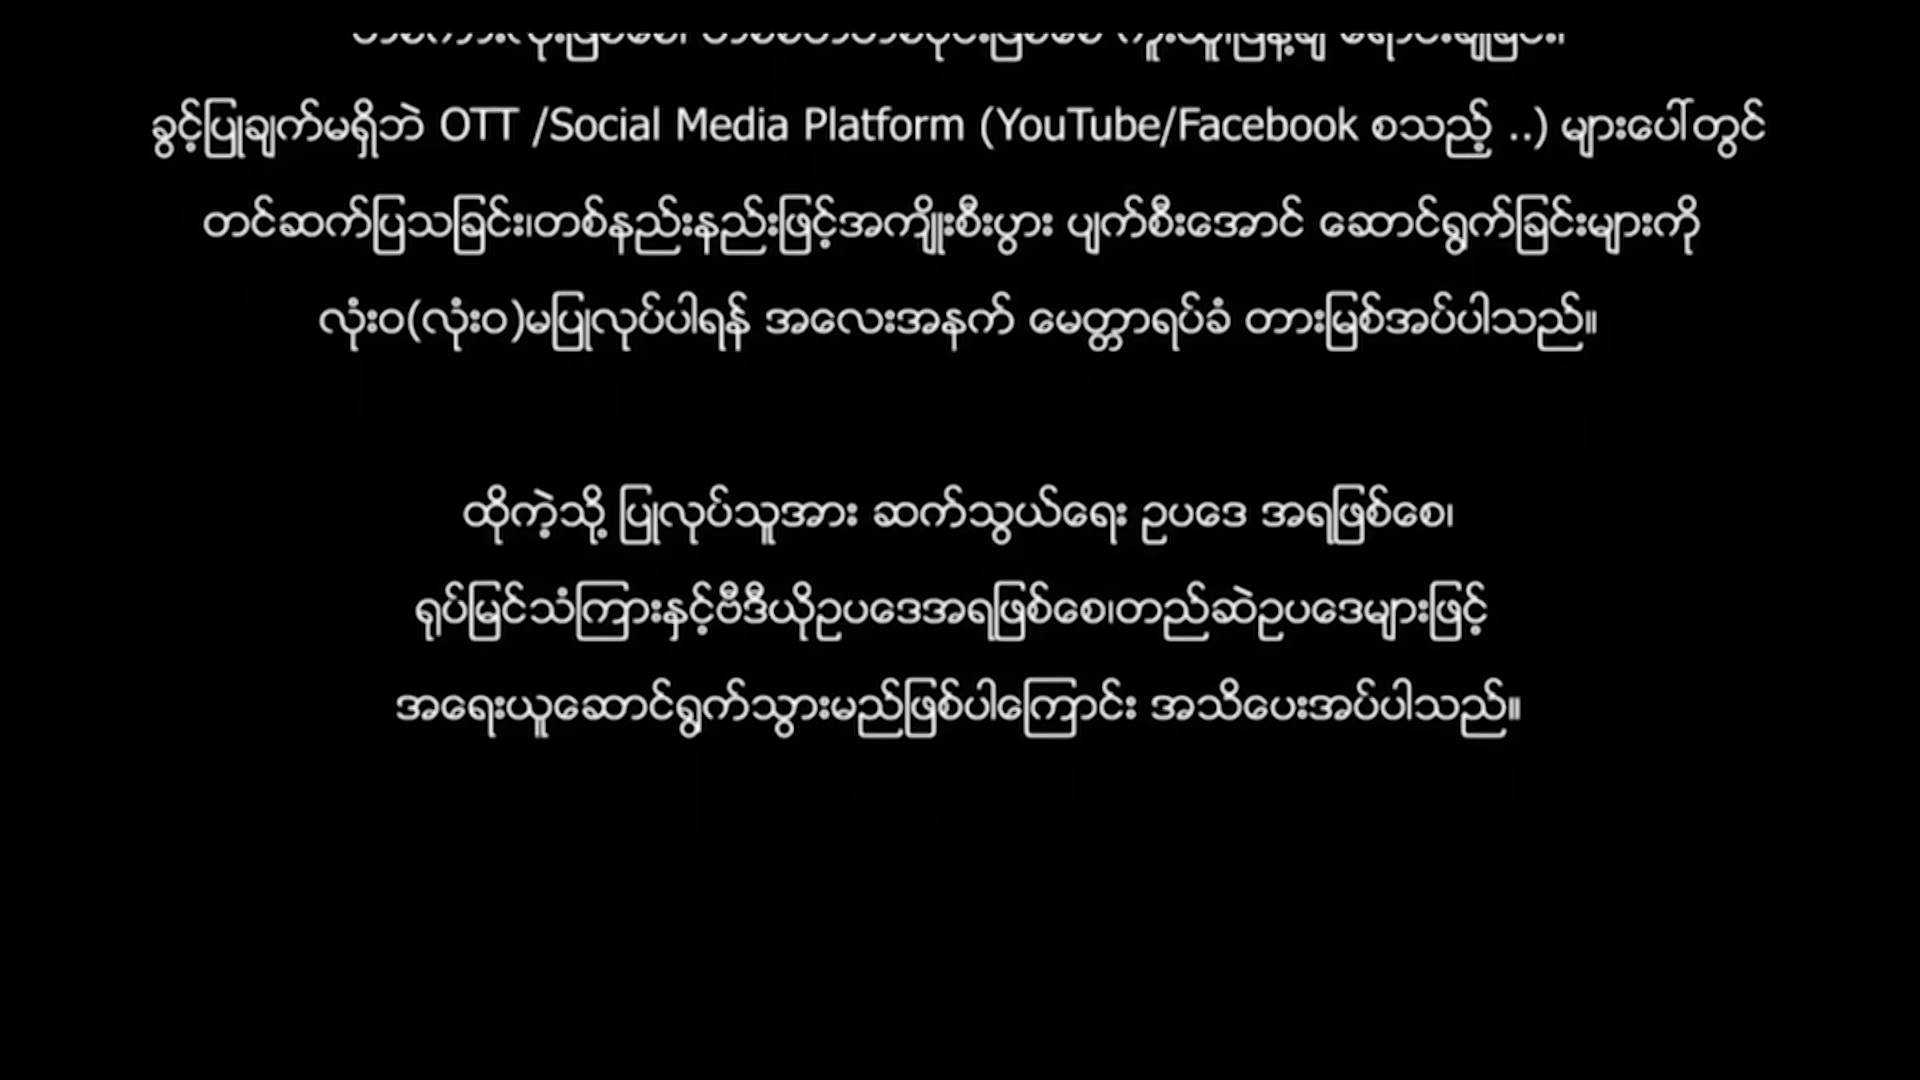 ခွင့်ပြုချက်မရှိဘဲ OTT /Social Media Platform (YouTube/Facebook စသည့် ..) များပေါ်တွင်
တင်ဆက်ပြသခြင်း၊တစ်နည်းနည်းဖြင့်အကျိုးစီးပွား ပျက်စီးအောင် ဆောင်ရွက်ခြင်းများကို
လုံးဝ(လုံးဝ)မပြုလုပ်ပါရန် အလေးအနက် မေတ္တာရပ်ခံ တားမြစ်အပ်ပါသည်။
ထိုကဲ့သို့ ပြုလုပ်သူအား ဆက်သွယ်ရေး ဥပဒေ အရဖြစ်စေ၊
ရုပ်မြင်သံကြားနှင့်ဗီဒီယိုဥပဒေအရဖြစ်စေ၊တည်ဆဲဥပဒေများဖြင့်
အရေးယူဆောင်ရွက်သွားမည်ဖြစ်ပါကြောင်း အသိပေးအပ်ပါသည်။